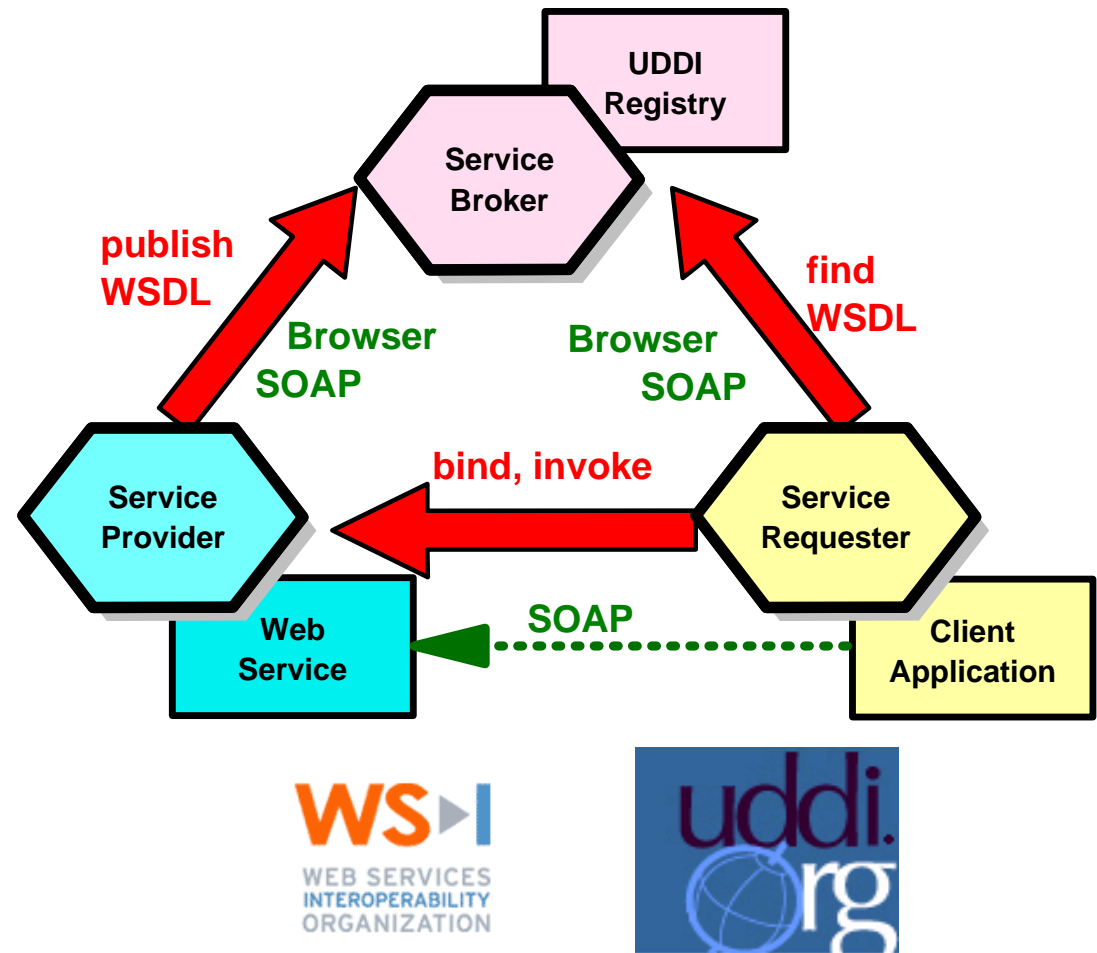 UDDI
Registry
Service
Broker
publish
WSDL
find
WSDL
Browser
SOAP
Browser
SOAP
Service
Provider
bind, invoke
Service
Requester
Web
Service
SOAP
Client
Application
WS I
WEB SERVICES
INTEROPERABILITY
ORGANIZATION
uddi.
org